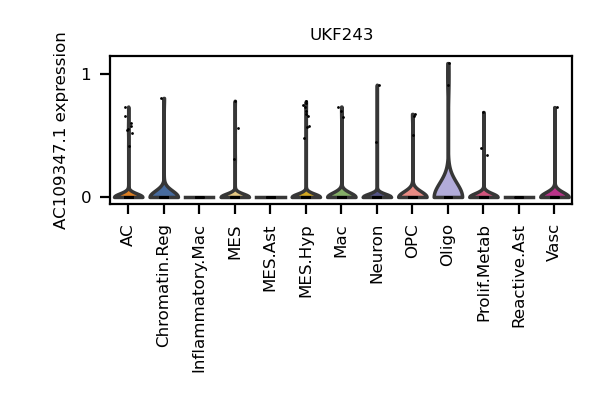 UKF243
AC109347.1 expression
1
0
AC
Chromatin.Reg
Inflammatory.Mac
MES
MES.Ast
MES.Hyp
Mac
Neuron
OPC
Oligo
Prolif.Metab
Reactive.Ast
Vasc